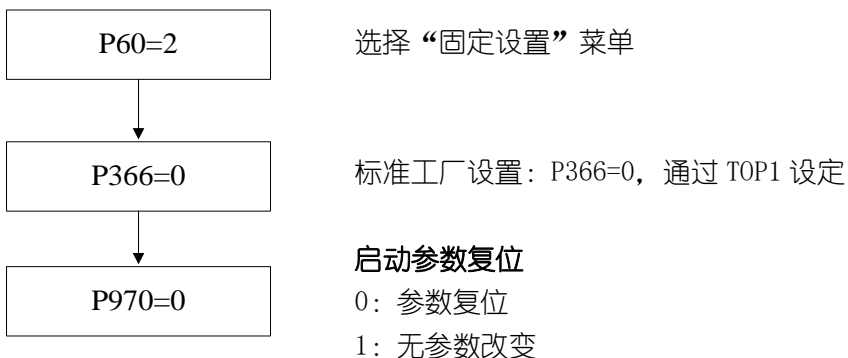 P60=2 选择“固定设置”菜单
P366=0 标准工厂设置：P366=0，通过 TOP1 设定
启动参数复位
P970=0 0：参数复位
1：无参数改变